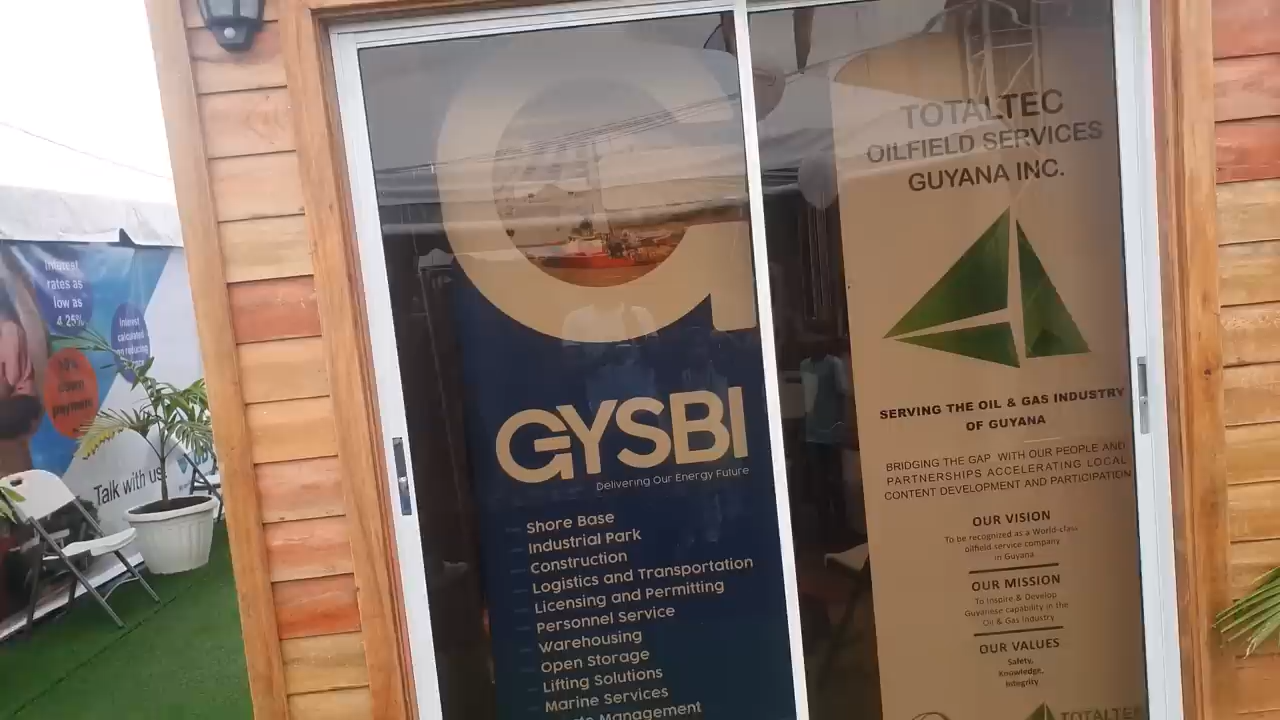 Interest
rates as
low as
4.25%
Interest
calculated
on reducing
10%
down
payment
Talk with us
GYSBI
Delivering Our Energy Future
Shore Base
Industrial Park
Construction
Logistics and Transportation
Licensing and Permitting
Personnel Service
Warehousing
Open Storage
Lifting Solutions
Marine Services
Management
TOTALTEC
OILFIELD SERVICES
GUYANA INC.
SERVING THE OIL & GAS INDUSTRY
OF GUYANA
BRIDGING THE GAP WITH OUR PEOPLE AND
PARTNERSHIPS ACCELERATING LOCAL
CONTENT DEVELOPMENT AND PARTICIPATION
OUR VISION
To be recognized as a World-class
oilfield service company
in Guyana
OUR MISSION
To Inspire & Develop
Guyanese capability in the
Oil & Gas Industry
OUR VALUES
Safety,
Knowledge,
Integrity
TOTALTEC